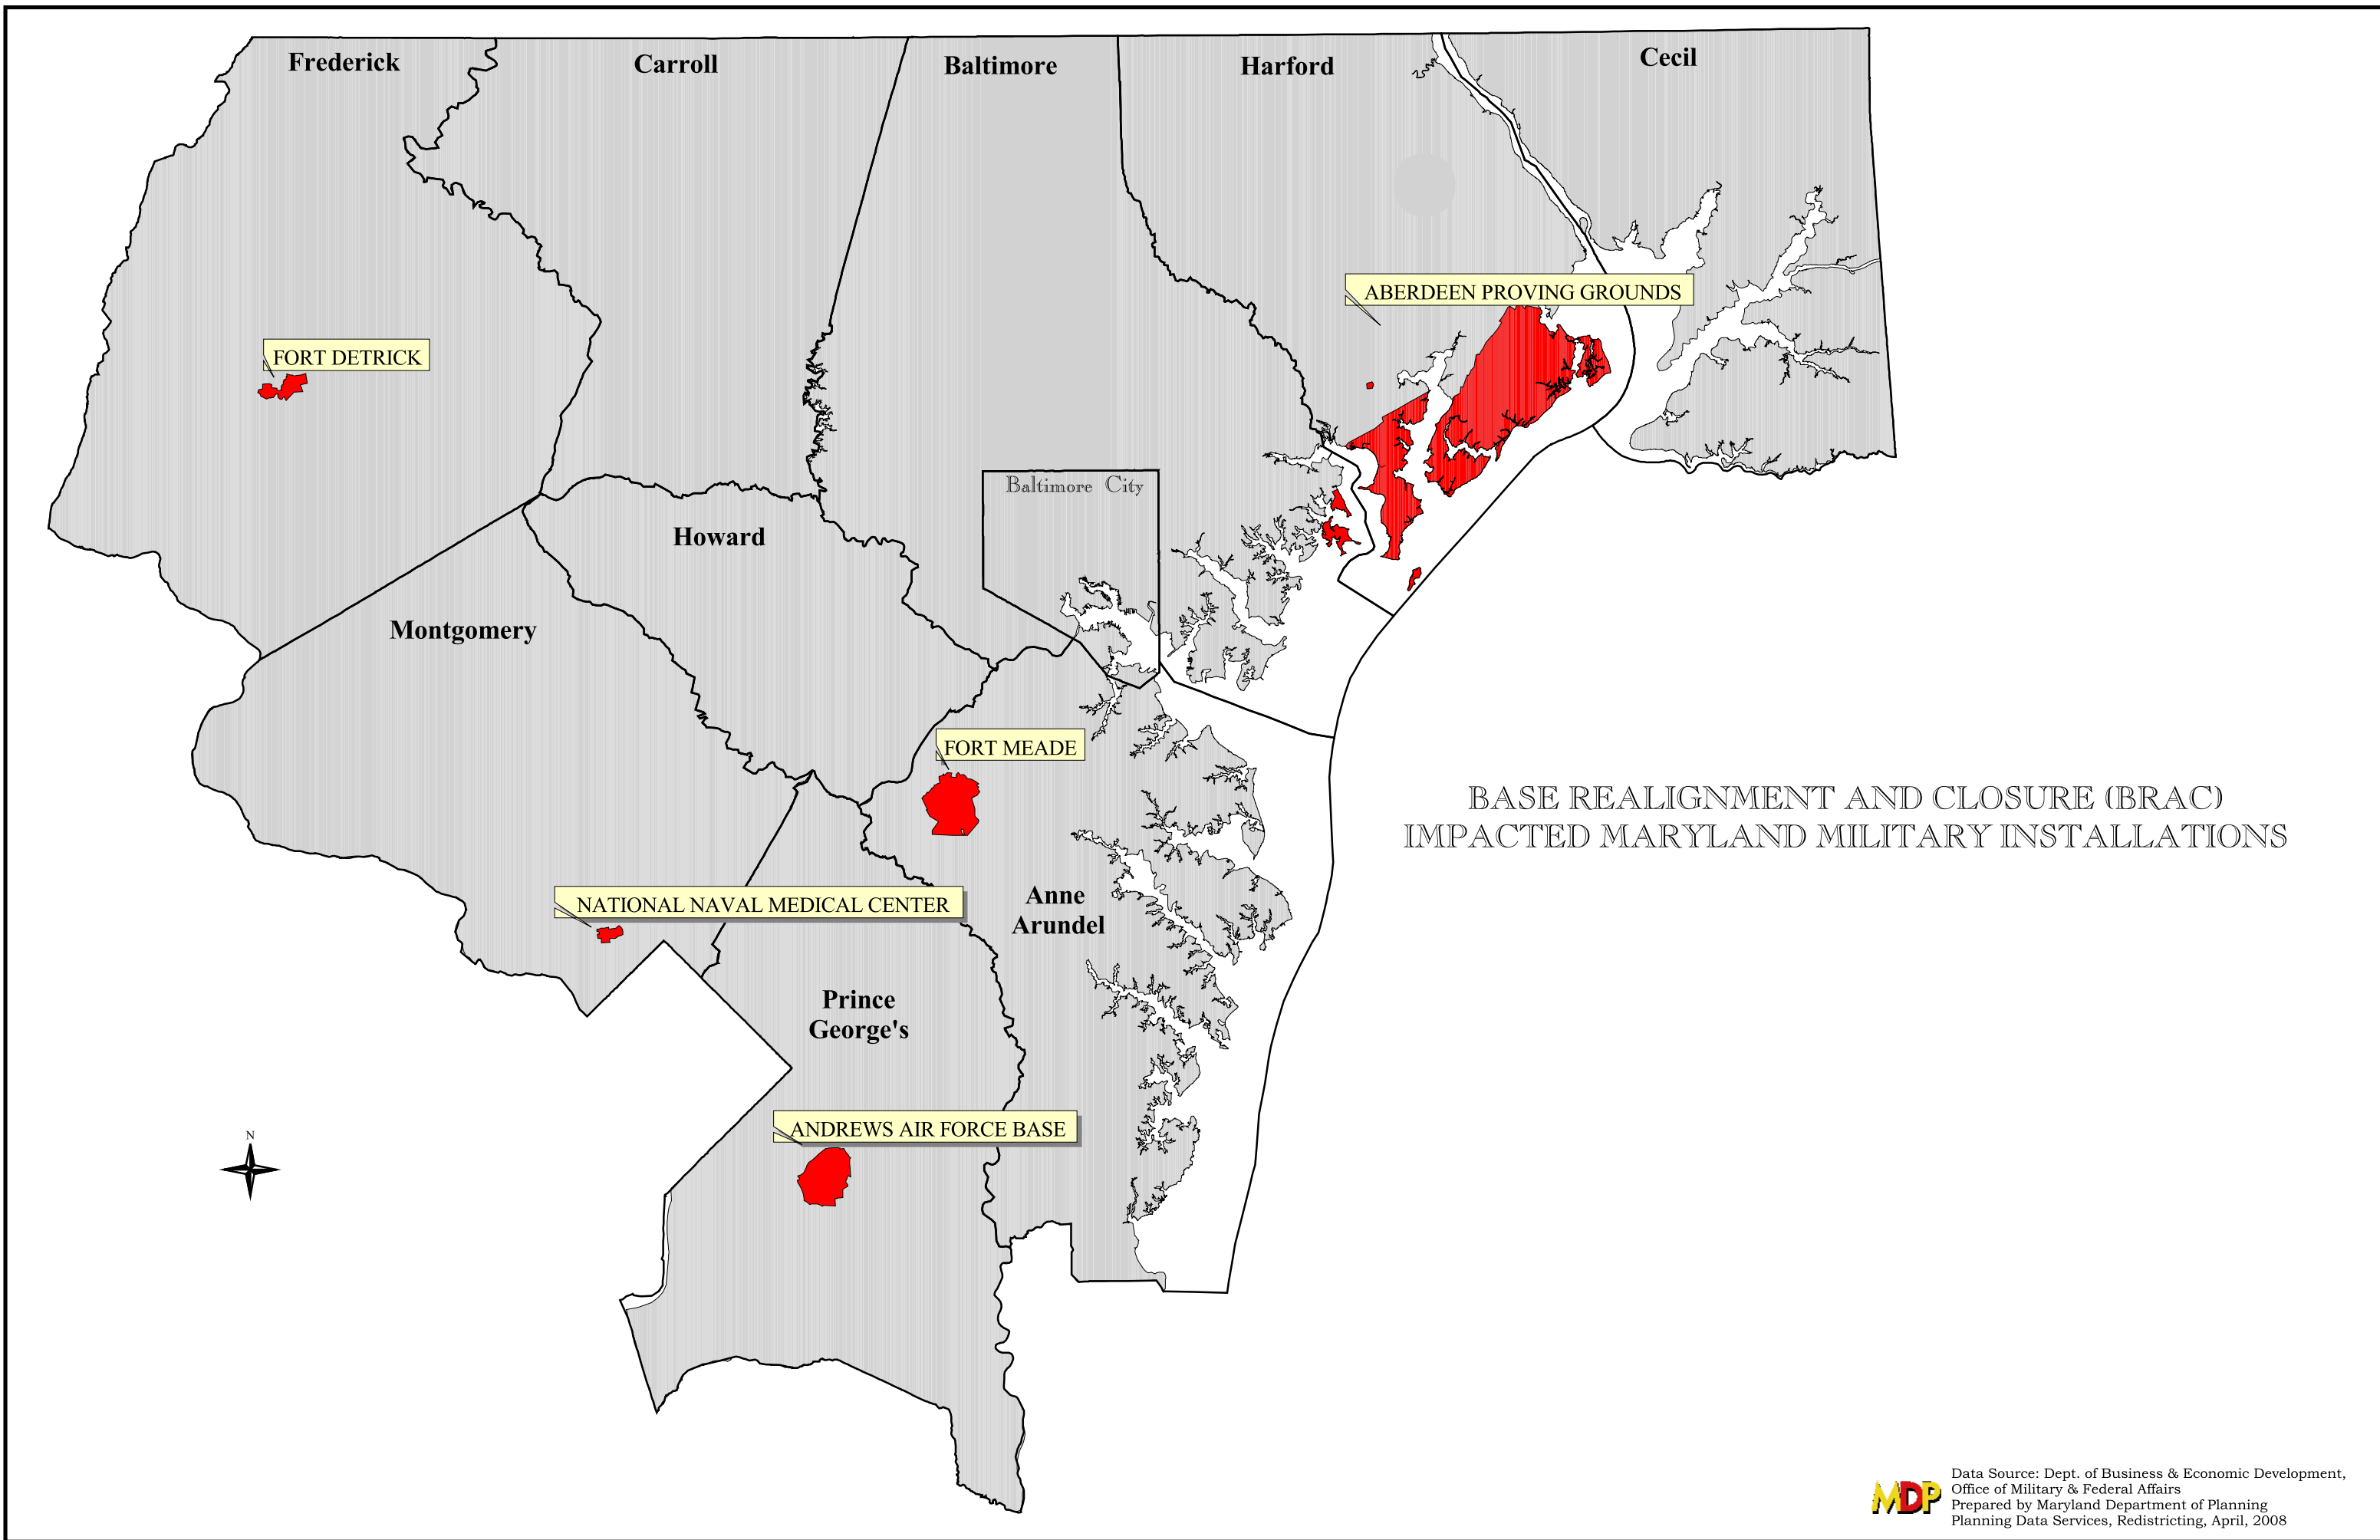 Frederick
Carroll
Baltimore
Harford
Cecil
ABERDEEN PROVING GROUNDS
FORT DETRICK
Baltimore City
Howard
Montgomery
FORT MEADE
BASE REALIGNMENT AND CLOSURE (BRAC)
IMPACTED MARYLAND MILITARY INSTALLATIONS
NATIONAL NAVAL MEDICAL CENTER
Anne
Arundel
Prince
George's
ANDREWS AIR FORCE BASE
N
MDP
Data Source: Dept. of Business & Economic Development,
Office of Military & Federal Affairs
Prepared by Maryland Department of Planning
Planning Data Services, Redistricting, April, 2008